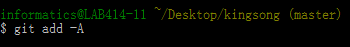 informatics@LAB414-11 ~/Desktop/kingsong (master)
$ git add -A